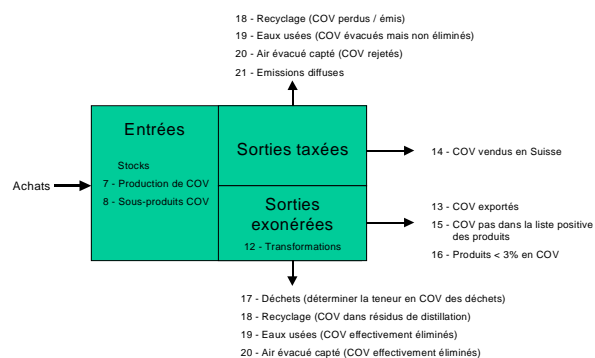 18 - Recyclage (COV perdus / émis)
19 - Eaux usées (COV évacués mais non éliminés)
20 - Air évacué capté (COV rejetés)
21 - Emissions diffuses
Entrées
Stocks
7 - Production de COV
8 - Sous-produits COV
Achats
Sorties taxées
14 - COV vendus en Suisse
Sorties
exonérées
12 - Transformations
13 - COV exportés
15 - COV pas dans la liste positive
des produits
16 - Produits < 3% en COV
17 - Déchets (déterminer la teneur en COV des déchets)
18 - Recyclage (COV dans résidus de distillation)
19 - Eaux usées (COV effectivement éliminés)
20 - Air évacué capté (COV effectivement éliminés)